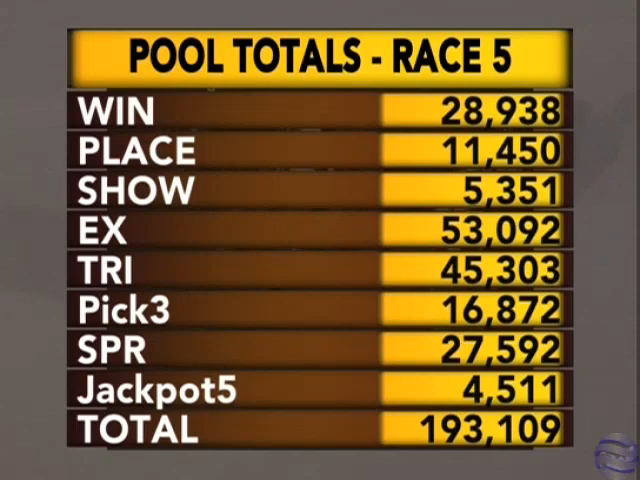 POOL TOTALS - RACE 5
WIN 28,938
PLACE 11,450
SHOW 5,351
EX 53,092
TRI 45,303
Pick3 16,872
SPR 27,592
Jackpot5 4,511
TOTAL 193,109